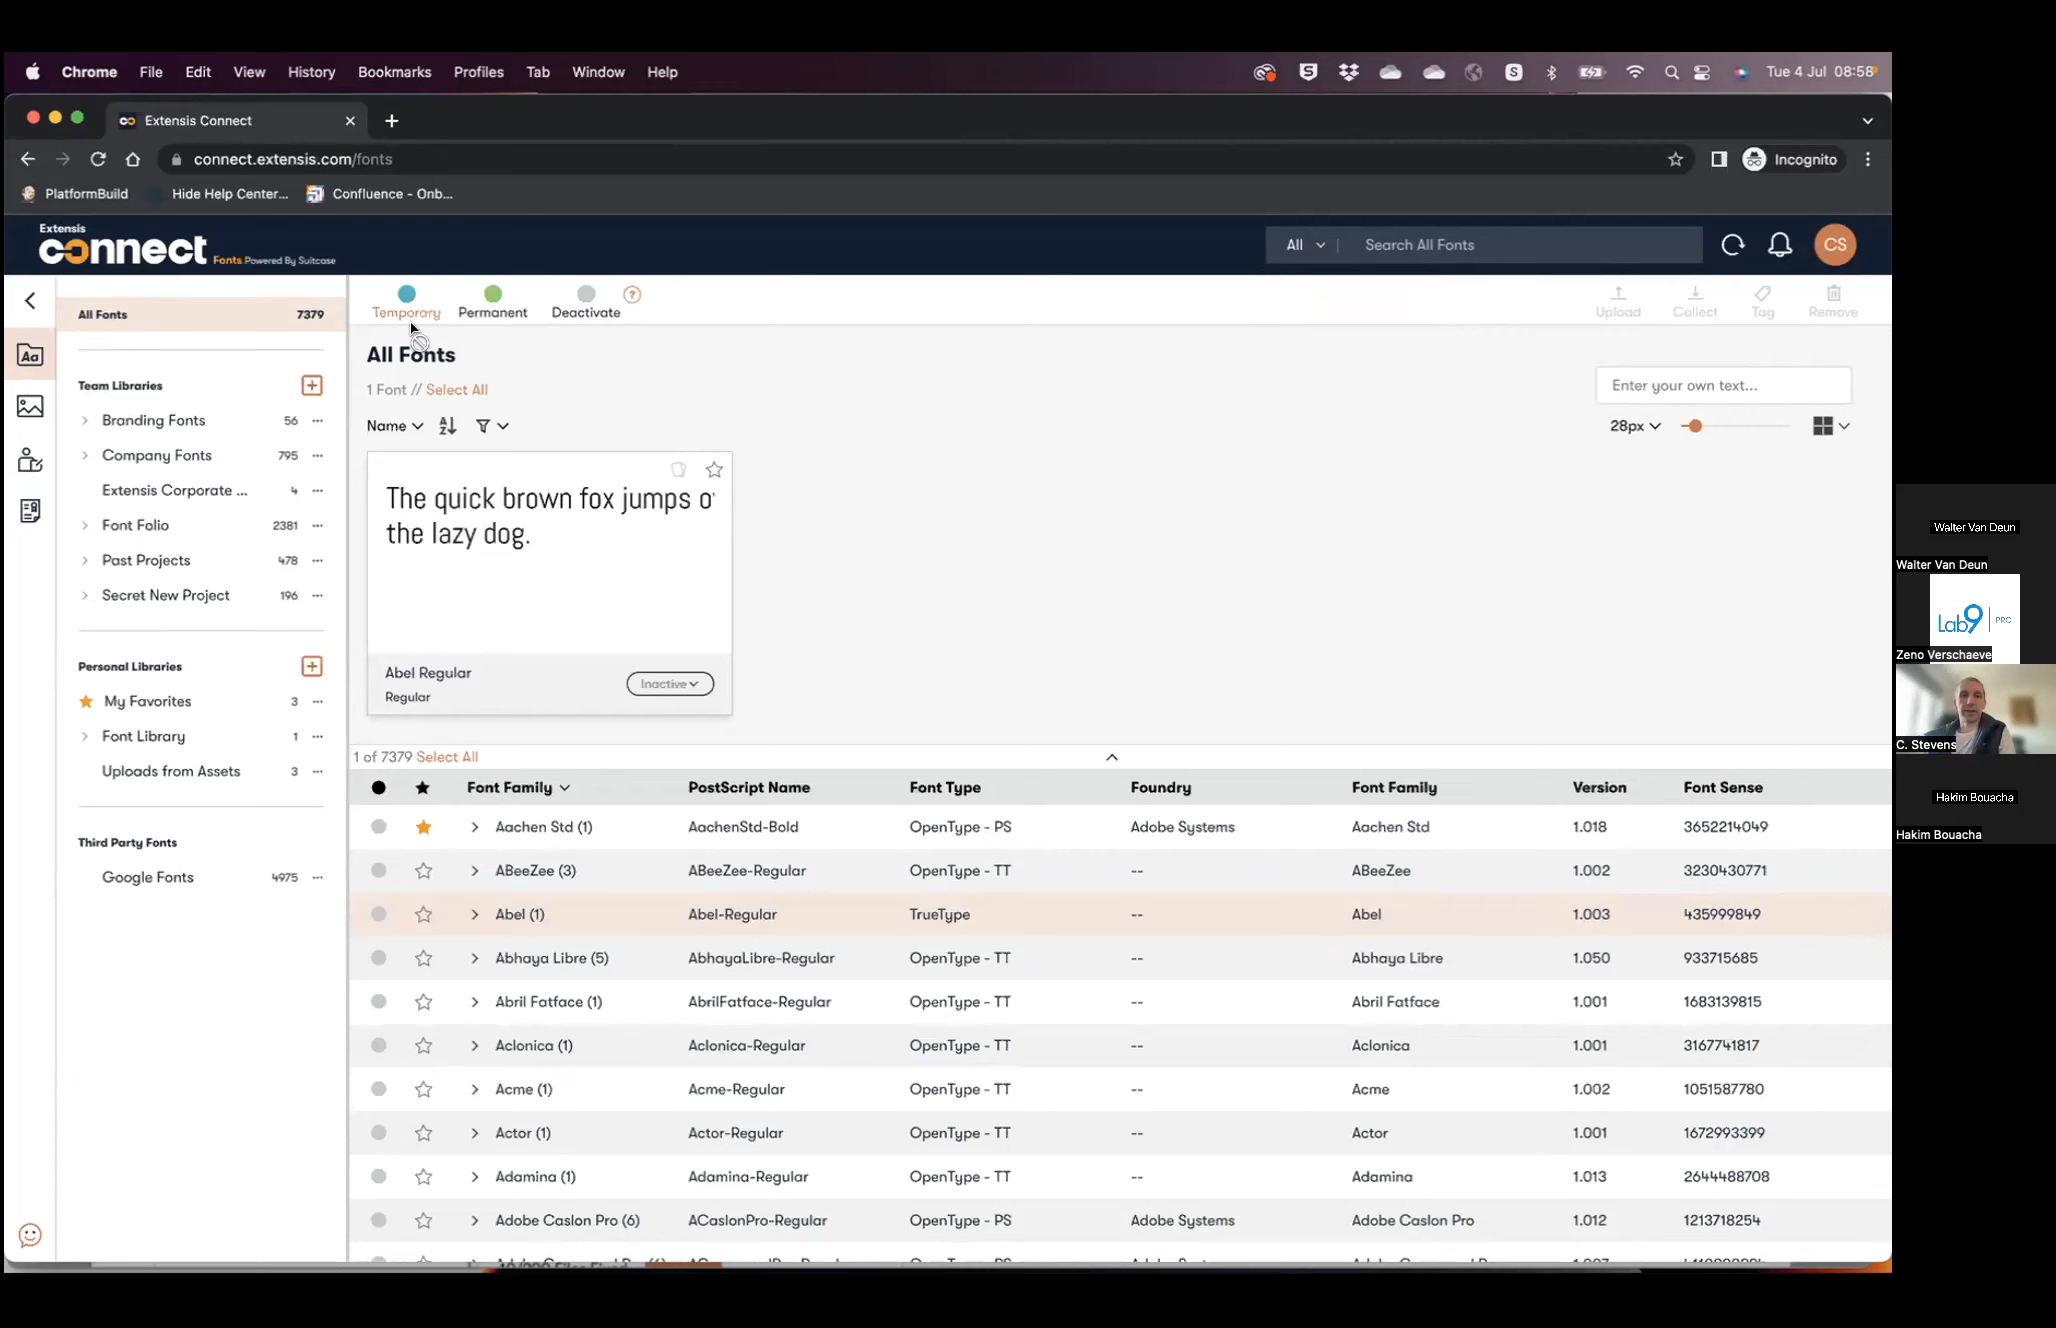 Chrome File Edit View History Bookmarks Profiles Tab Window Help
Tue 4 Jul 08:58
Extensis Connect
connect.extensis.com/fonts
Incognito
PlatformBuild Hide Help Center... Confluence - Onb...
Extensis
connect Fonts Powered By Suitcase
All Search All Fonts
CS
Temporary Permanent Deactivate ?
Upload Collect Tag Remove
All Fonts 7379
Team Libraries
Branding Fonts 56
Company Fonts 795
Extensis Corporate ... 4
Font Folio 2381
Past Projects 478
Secret New Project 196
Personal Libraries
My Favorites 3
Font Library 1
Uploads from Assets 3
Third Party Fonts
Google Fonts 4975
All Fonts
1 Font // Select All
Enter your own text...
Name AZ 28px
The quick brown fox jumps o
the lazy dog.
Abel Regular
Regular
Inactive
1 of 7379 Select All
Font Family PostScript Name Font Type Foundry Font Family Version Font Sense
Aachen Std (1) AachenStd-Bold OpenType - PS Adobe Systems Aachen Std 1.018 3652214049
ABeeZee (3) ABeeZee-Regular OpenType - TT -- ABeeZee 1.002 3230430771
Abel (1) Abel-Regular TrueType -- Abel 1.003 435999849
Abhaya Libre (5) AbhayaLibre-Regular OpenType - TT -- Abhaya Libre 1.050 933715685
Abril Fatface (1) AbrilFatface-Regular OpenType - TT -- Abril Fatface 1.001 1683139815
Aclonica (1) Aclonica-Regular OpenType - TT -- Aclonica 1.001 3167741817
Acme (1) Acme-Regular OpenType - TT -- Acme 1.002 1051587780
Actor (1) Actor-Regular OpenType - TT -- Actor 1.001 1672993399
Adamina (1) Adamina-Regular OpenType - TT -- Adamina 1.013 2644488708
Adobe Caslon Pro (6) ACaslonPro-Regular OpenType - PS Adobe Systems Adobe Caslon Pro 1.012 121371825​4
Walter Van Deun
Walter Van Deun
Lab9 | PRC
Zeno Verschaeve
C. Stevens
Hakim Bouacha
Hakim Bouacha